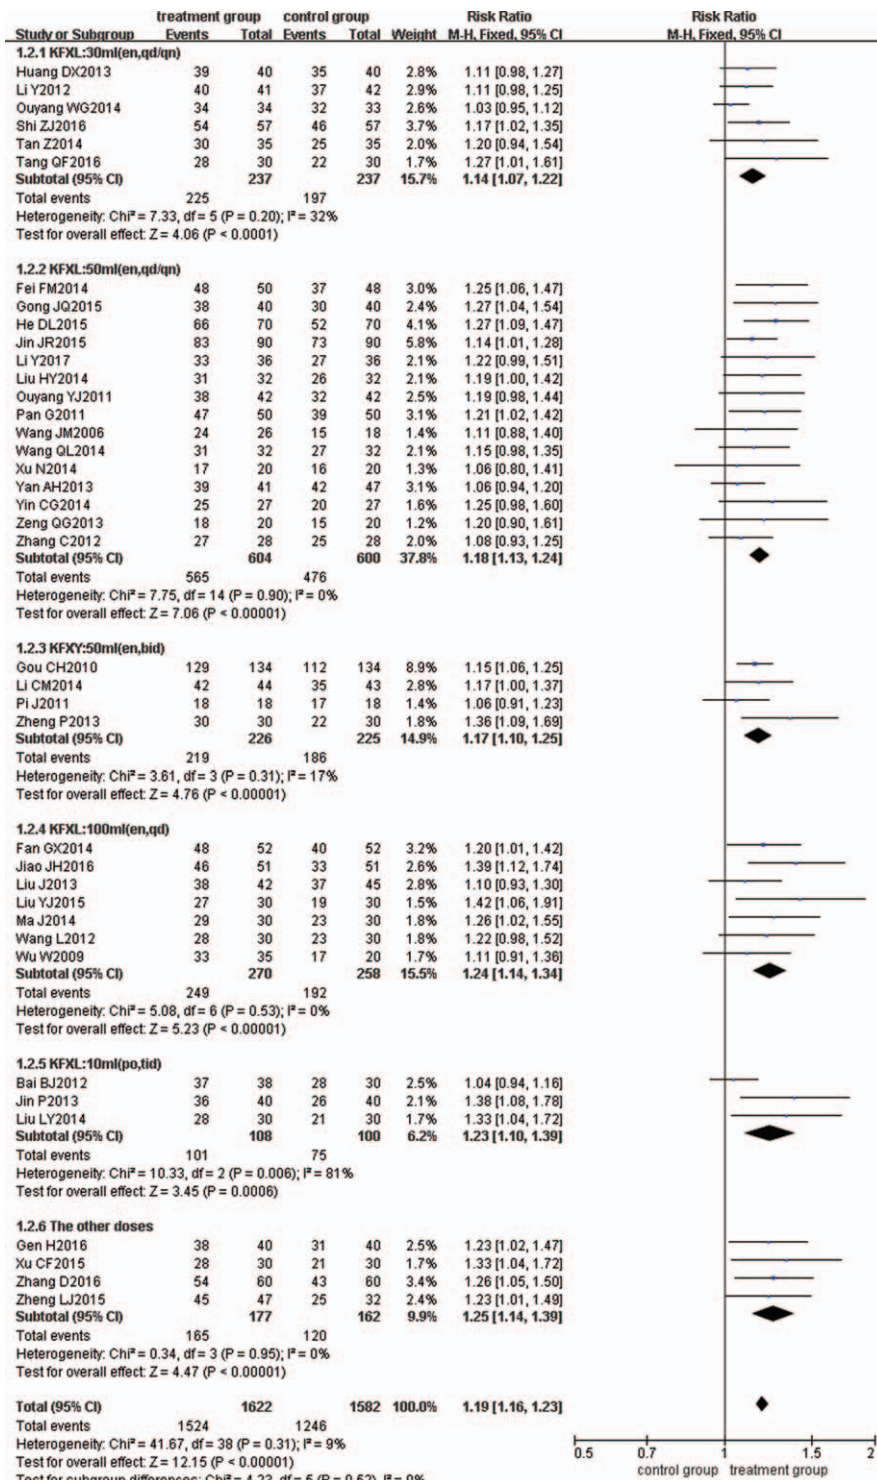 treatment group control group Risk Ratio Risk Ratio
Study or Subgroup Events Total Events Total Weight M-H, Fixed, 95% CI M-H, Fixed, 95% CI
1.2.1 KFXL:30ml(en,qd/qn)
Huang DX2013 39 40 35 40 2.8% 1.11 [0.98, 1.27]
Li Y2012 40 41 37 42 2.9% 1.11 [0.98, 1.25]
Ouyang WG2014 34 34 32 33 2.6% 1.03 [0.95, 1.12]
Shi ZJ2016 54 57 46 57 3.7% 1.17 [1.02, 1.35]
Tan Z2014 30 35 25 35 2.0% 1.20 [0.94, 1.54]
Tang QF2016 28 30 22 30 1.7% 1.27 [1.01, 1.61]
Subtotal (95% CI) 237 237 15.7% 1.14 [1.07, 1.22]
Total events 225 197
Heterogeneity: Chi² = 7.33, df = 5 (P = 0.20); I² = 32%
Test for overall effect: Z = 4.06 (P < 0.0001)
1.2.2 KFXL:50ml(en,qd/qn)
Fei FM2014 48 50 37 48 3.0% 1.25 [1.06, 1.47]
Gong JQ2015 38 40 30 40 2.4% 1.27 [1.04, 1.54]
He DL2015 66 70 52 70 4.1% 1.27 [1.09, 1.47]
Jin JR2015 83 90 73 90 5.8% 1.14 [1.01, 1.28]
Li Y2017 33 36 27 36 2.1% 1.22 [0.99, 1.51]
Liu HY2014 31 32 26 32 2.1% 1.19 [1.00, 1.42]
Ouyang YJ2011 38 42 32 42 2.5% 1.19 [0.98, 1.44]
Pan G2011 47 50 39 50 3.1% 1.21 [1.02, 1.42]
Wang JM2006 24 26 15 18 1.4% 1.11 [0.88, 1.40]
Wang QL2014 31 32 27 32 2.1% 1.15 [0.98, 1.35]
Xu N2014 17 20 16 20 1.3% 1.06 [0.80, 1.41]
Yan AH2013 39 41 42 47 3.1% 1.06 [0.94, 1.20]
Yin CG2014 25 27 20 27 1.6% 1.25 [0.98, 1.60]
Zeng QG2013 18 20 15 20 1.2% 1.20 [0.90, 1.61]
Zhang C2012 27 28 25 28 2.0% 1.08 [0.93, 1.25]
Subtotal (95% CI) 604 600 37.8% 1.18 [1.13, 1.24]
Total events 565 476
Heterogeneity: Chi² = 7.75, df = 14 (P = 0.90); I² = 0%
Test for overall effect: Z = 7.06 (P < 0.00001)
1.2.3 KFXY:50ml(en,bid)
Gou CH2010 129 134 112 134 8.9% 1.15 [1.06, 1.25]
Li CM2014 42 44 35 43 2.8% 1.17 [1.00, 1.37]
Pi J2011 18 18 17 18 1.4% 1.06 [0.91, 1.23]
Zheng P2013 30 30 22 30 1.8% 1.36 [1.09, 1.69]
Subtotal (95% CI) 226 225 14.9% 1.17 [1.10, 1.25]
Total events 219 186
Heterogeneity: Chi² = 3.61, df = 3 (P = 0.31); I² = 17%
Test for overall effect: Z = 4.76 (P < 0.00001)
1.2.4 KFXL:100ml(en,qd)
Fan GX2014 48 52 40 52 3.2% 1.20 [1.01, 1.42]
Jiao JH2016 46 51 33 51 2.6% 1.39 [1.12, 1.74]
Liu J2013 38 42 37 45 2.8% 1.10 [0.93, 1.30]
Liu YJ2015 27 30 19 30 1.5% 1.42 [1.06, 1.91]
Ma J2014 29 30 23 30 1.8% 1.26 [1.02, 1.55]
Wang L2012 28 30 23 30 1.8% 1.22 [0.98, 1.52]
Wu W2009 33 35 17 20 1.7% 1.11 [0.91, 1.36]
Subtotal (95% CI) 270 258 15.5% 1.24 [1.14, 1.34]
Total events 249 192
Heterogeneity: Chi² = 5.08, df = 6 (P = 0.53); I² = 0%
Test for overall effect: Z = 5.23 (P < 0.00001)
1.2.5 KFXL:10ml(po,tid)
Bai BJ2012 37 38 28 30 2.5% 1.04 [0.94, 1.16]
Jin P2013 36 40 26 40 2.1% 1.38 [1.08, 1.78]
Liu LY2014 28 30 21 30 1.7% 1.33 [1.04, 1.72]
Subtotal (95% CI) 108 100 6.2% 1.23 [1.10, 1.39]
Total events 101 75
Heterogeneity: Chi² = 10.33, df = 2 (P = 0.006); I² = 81%
Test for overall effect: Z = 3.45 (P = 0.0006)
1.2.6 The other doses
Gen H2016 38 40 31 40 2.5% 1.23 [1.02, 1.47]
Xu CF2015 28 30 21 30 1.7% 1.33 [1.04, 1.72]
Zhang D2016 54 60 43 60 3.4% 1.26 [1.05, 1.50]
Zheng LJ2015 45 47 25 32 2.4% 1.23 [1.01, 1.49]
Subtotal (95% CI) 177 162 9.9% 1.25 [1.14, 1.39]
Total events 165 120
Heterogeneity: Chi² = 0.34, df = 3 (P = 0.95); I² = 0%
Test for overall effect: Z = 4.47 (P < 0.00001)
Total (95% CI) 1622 1582 100.0% 1.19 [1.16, 1.23]
Total events 1524 1246
Heterogeneity: Chi² = 41.67, df = 38 (P = 0.31); I² = 9%
Test for overall effect: Z = 12.15 (P < 0.00001)
Test for subgroup differences: Chi² = 4.23, df = 5 (P = 0.52), I² = 0%
0.5 0.7 1 1.5 2
control group treatment group